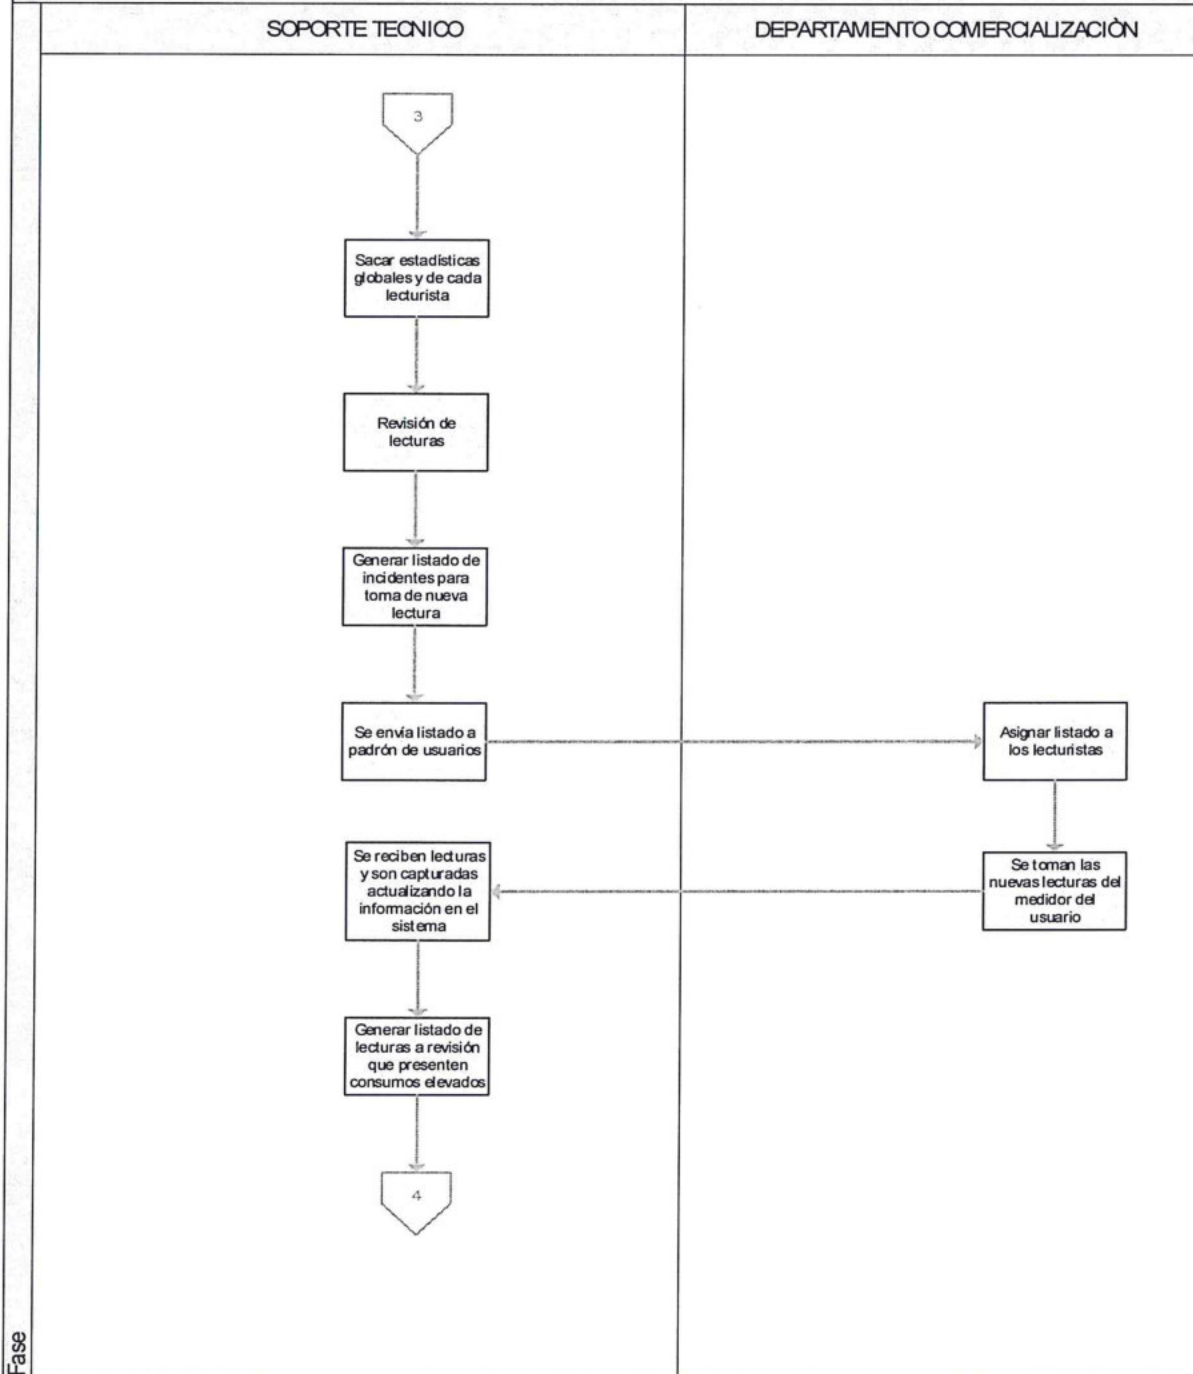 SOPORTE TECNICO
DEPARTAMENTO COMERCIALIZACIÒN
3
Sacar estadísticas
globales y de cada
lecturista
Revisión de
lecturas
Generar listado de
incidentes para
toma de nueva
lectura
Se envía listado a
padrón de usuarios
Asignar listado a
los lecturistas
Se toman las
nuevas lecturas del
medidor del
usuario
Se reciben lecturas
y son capturadas
actualizando la
información en el
sistema
Generar listado de
lecturas a revisión
que presenten
consumos elevados
4
Fase